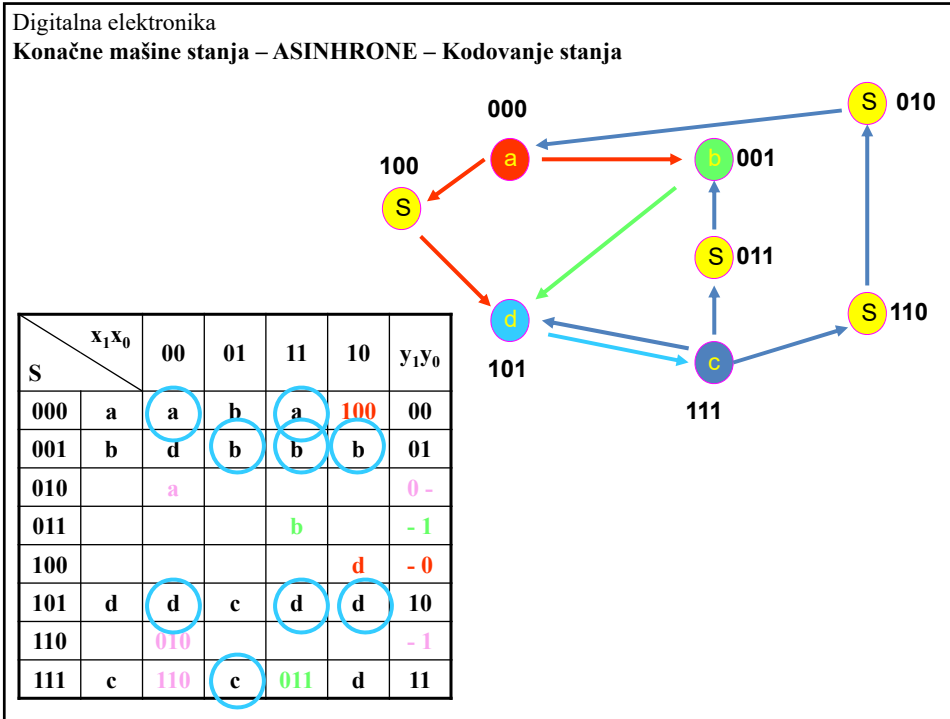 Digitalna elektronika
Konačne mašine stanja – ASINHRONE – Kodovanje stanja
000
S 010
a
b 001
100
S
S 011
S 110
d
101
c
111
S x1x0 00 01 11 10 y1y0
000 a a b a 100 00
001 b d b b b 01
010 a 0 -
011 b - 1
100 d - 0
101 d d c d d 10
110 010 - 1
111 c 110 c 011 d 11